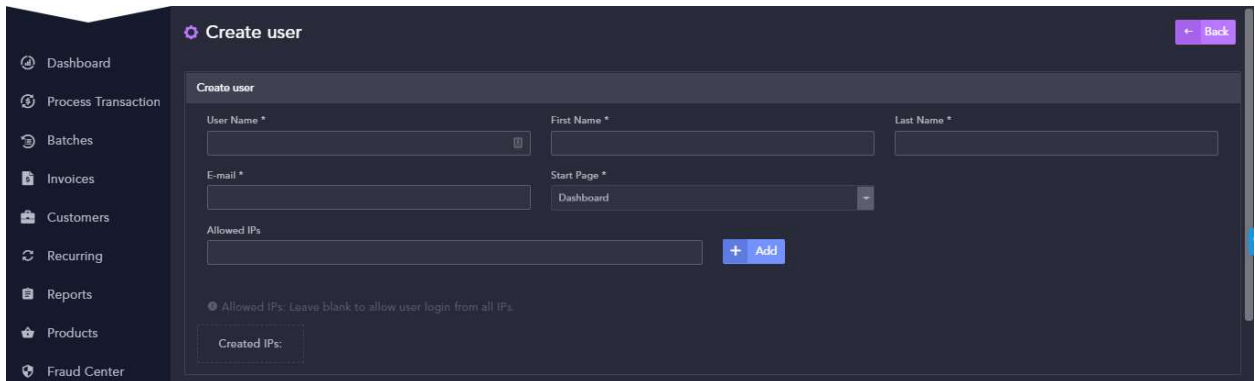 Create user
← Back
Dashboard
Process Transaction
Batches
Invoices
Customers
Recurring
Reports
Products
Fraud Center
Create user
User Name *
First Name *
Last Name *
E-mail *
Start Page *
Dashboard
Allowed IPs
+ Add
Allowed IPs: Leave blank to allow user login from all IPs.
Created IPs: